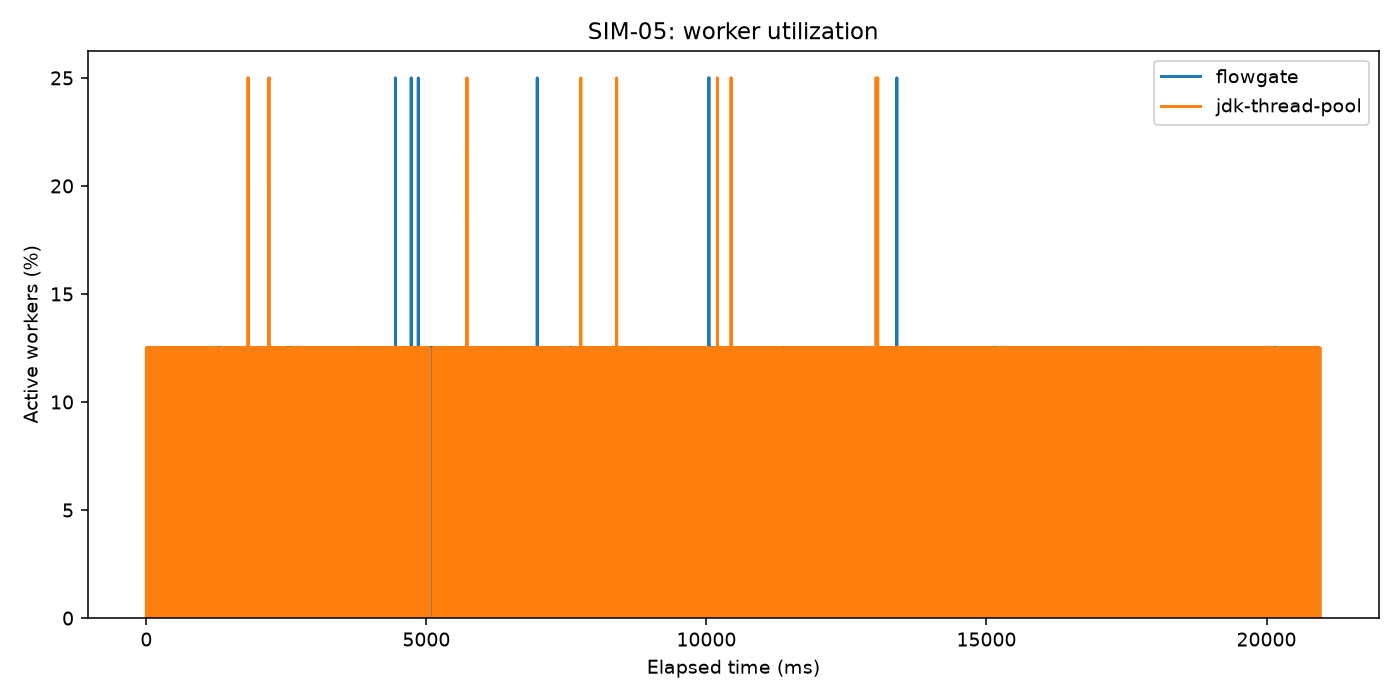 SIM-05: worker utilization
flowgate
jdk-thread-pool
Active workers (%)
25
20
15
10
5
0
0 5000 10000 15000 20000
Elapsed time (ms)